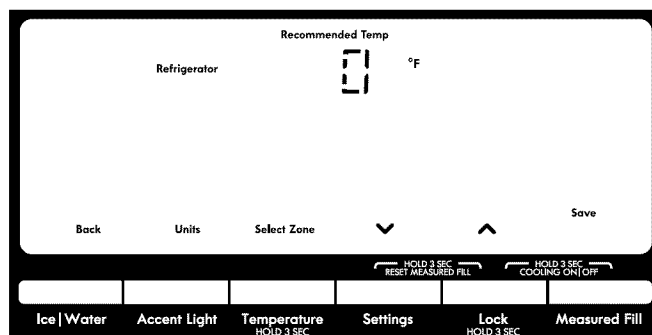 Recommended Temp
Refrigerator 0 °F
Save
Back Units Select Zone
HOLD 3 SEC HOLD 3 SEC
RESET MEASURED FILL COOLING ON|OFF
Ice|Water Accent Light Temperature Settings Lock Measured Fill
HOLD 3 SEC HOLD 3 SEC